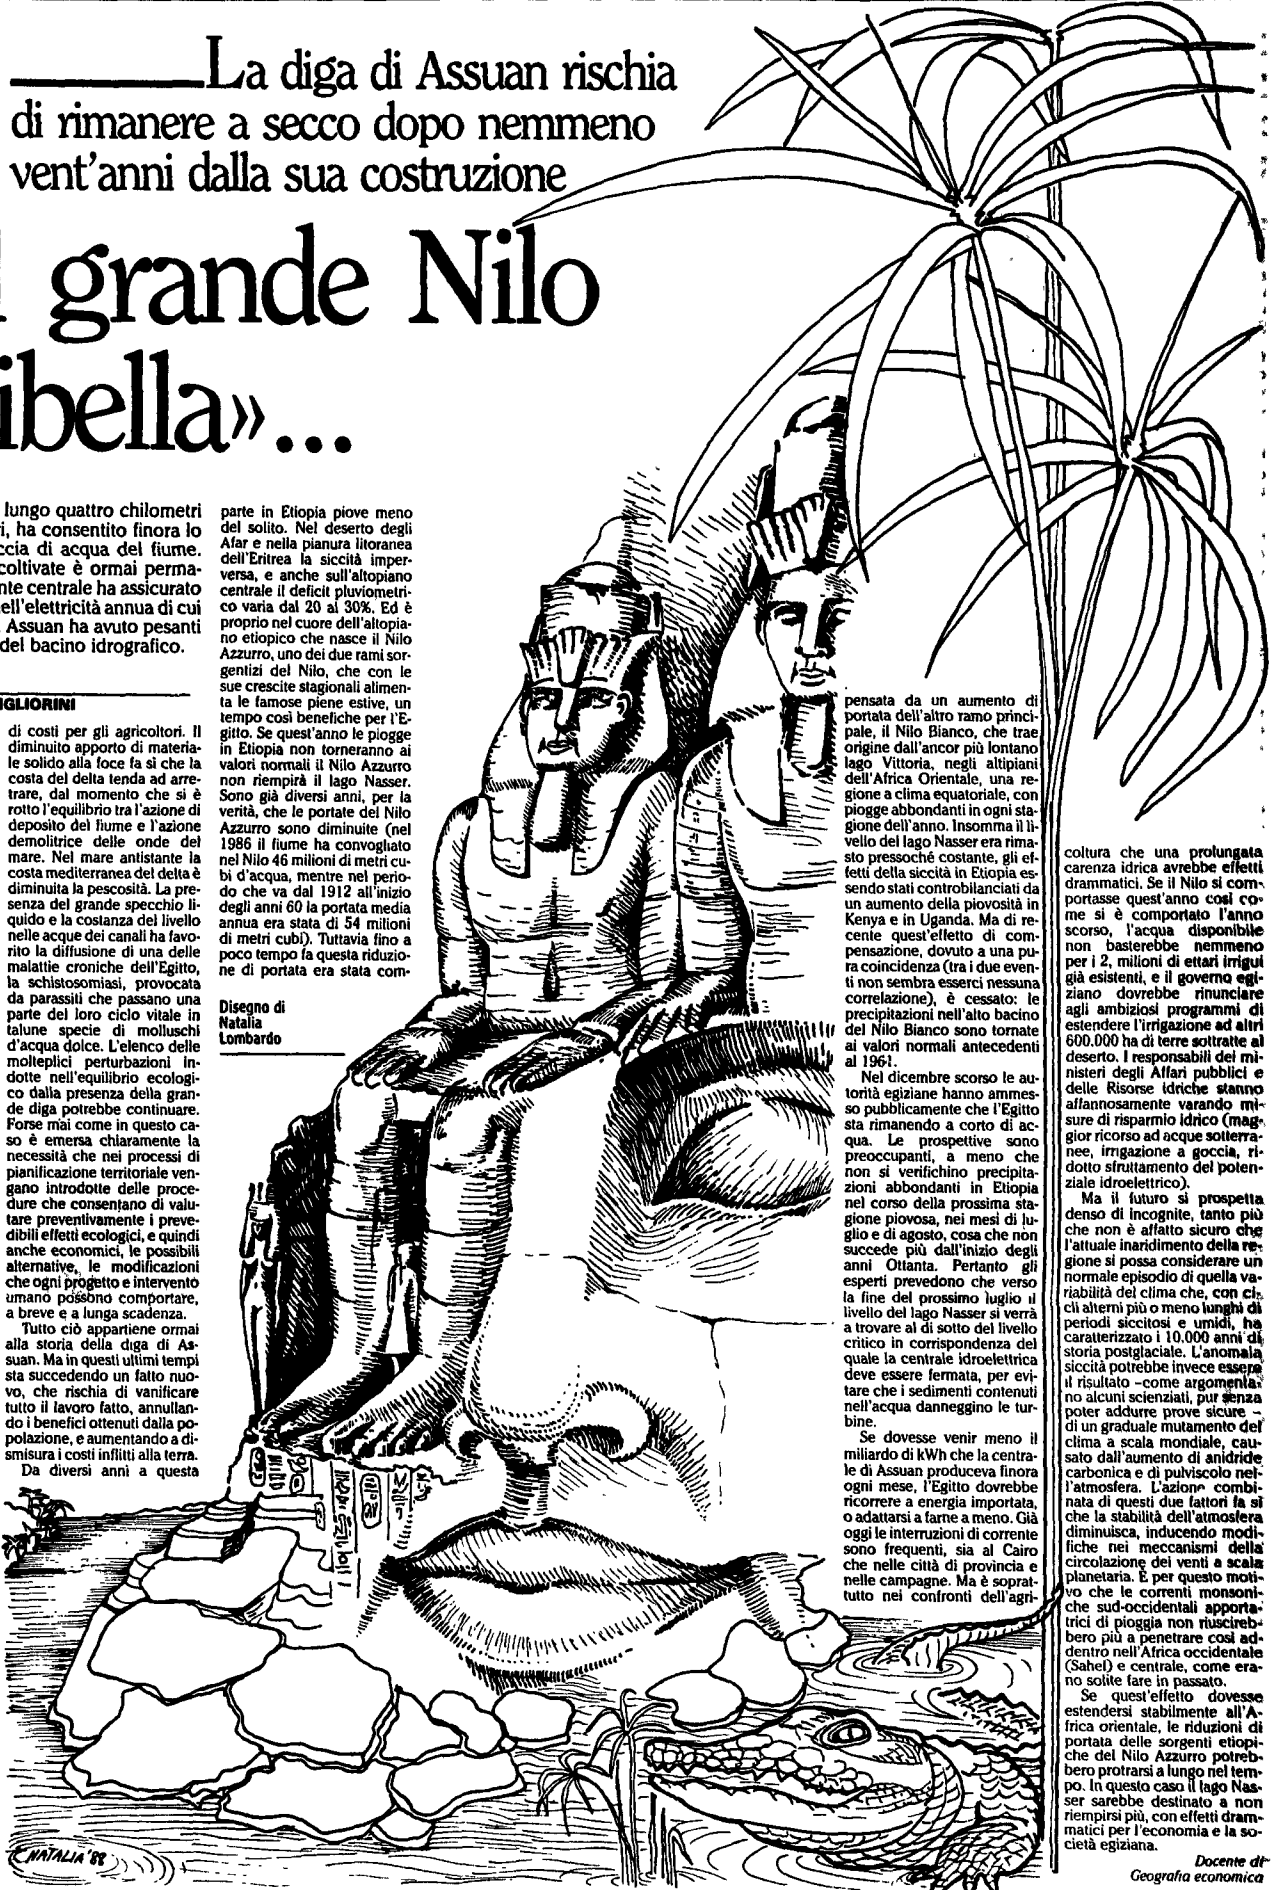 La diga di Assuan rischia
di rimanere a secco dopo nemmeno
vent'anni dalla sua costruzione
grande Nilo
ibella»...
lungo quattro chilometri
ri, ha consentito finora lo
ccia di acqua del fiume.
coltivate è ormai perma-
nte centrale ha assicurato
ell'elettricità annua di cui
Assuan ha avuto pesanti
del bacino idrografico.
IGLIORINI
di costi per gli agricoltori. Il
diminuito apporto di materia-
le solido alla foce fa sì che la
costa del delta tenda ad arre-
trare, dal momento che si è
rotto l'equilibrio tra l'azione di
deposito del fiume e l'azione
demolitrice delle onde del
mare. Nel mare antistante la
costa mediterranea del delta è
diminuita la pescosità. La pre-
senza del grande specchio li-
quido e la costanza del livello
nelle acque dei canali ha favo-
rito la diffusione di una delle
malattie croniche dell'Egitto,
la schistosomiasi, provocata
da parassiti che passano una
parte del loro ciclo vitale in
talune specie di molluschi
d'acqua dolce. L'elenco delle
molteplici perturbazioni in-
dotte nell'equilibrio ecologi-
co dalla presenza della gran-
de diga potrebbe continuare.
Forse mai come in questo ca-
so è emersa chiaramente la
necessità che nei processi di
pianificazione territoriale ven-
gano introdotte delle proce-
dure che consentano di valu-
tare preventivamente i preve-
dibili effetti ecologici, e quindi
anche economici, le possibili
alternative, le modificazioni
che ogni progetto e intervento
umano possono comportare,
a breve e a lunga scadenza.
Tutto ciò appartiene ormai
alla storia della diga di As-
suan. Ma in questi ultimi tempi
sta succedendo un fatto nuo-
vo, che rischia di vanificare
tutto il lavoro fatto, annullan-
do i benefici ottenuti dalla po-
polazione, e aumentando a di-
smisura i costi inflitti alla terra.
Da diversi anni a questa
parte in Etiopia piove meno
del solito. Nel deserto degli
Afar e nella pianura litoranea
dell'Eritrea la siccità imper-
versa, e anche sull'altopiano
centrale il deficit pluviometri-
co varia dal 20 al 30%. Ed è
proprio nel cuore dell'altopia-
no etiopico che nasce il Nilo
Azzurro, uno dei due rami sor-
gentizi del Nilo, che con le
sue crescite stagionali alimen-
ta le famose piene estive, un
tempo così benefiche per l'E-
gitto. Se quest'anno le piogge
in Etiopia non torneranno ai
valori normali il Nilo Azzurro
non riempirà il lago Nasser.
Sono già diversi anni, per la
verità, che le portate del Nilo
Azzurro sono diminuite (nel
1986 il fiume ha convogliato
nel Nilo 46 milioni di metri cu-
bi d'acqua, mentre nel perio-
do che va dal 1912 all'inizio
degli anni 60 la portata media
annua era stata di 54 milioni
di metri cubi). Tuttavia fino a
poco tempo fa questa riduzio-
ne di portata era stata com-
Disegno di
Natalia
Lombardo
pensata da un aumento di
portata dell'altro ramo princi-
pale, il Nilo Bianco, che trae
origine dall'ancor più lontano
lago Vittoria, negli altipiani
dell'Africa Orientale, una re-
gione a clima equatoriale, con
piogge abbondanti in ogni sta-
gione dell'anno. Insomma il li-
vello del lago Nasser era rima-
sto pressoché costante, gli ef-
fetti della siccità in Etiopia es-
sendo stati controbilanciati da
un aumento della piovosità in
Kenya e in Uganda. Ma di re-
cente quest'effetto di com-
pensazione, dovuto a una pu-
ra coincidenza (tra i due even-
ti non sembra esserci nessuna
correlazione), è cessato: le
precipitazioni nell'alto bacino
del Nilo Bianco sono tornate
ai valori normali antecedenti
al 1961.
Nel dicembre scorso le au-
torità egiziane hanno ammes-
so pubblicamente che l'Egitto
sta rimanendo a corto di ac-
qua. Le prospettive sono
preoccupanti, a meno che
non si verifichino precipita-
zioni abbondanti in Etiopia
nel corso della prossima sta-
gione piovosa, nei mesi di lu-
glio e di agosto, cosa che non
succede più dall'inizio degli
anni Ottanta. Pertanto gli
esperti prevedono che verso
la fine del prossimo luglio il
livello del lago Nasser si verrà
a trovare al di sotto del livello
critico in corrispondenza del
quale la centrale idroelettrica
deve essere fermata, per evi-
tare che i sedimenti contenuti
nell'acqua danneggino le tur-
bine.
Se dovesse venir meno il
miliardo di kWh che la centra-
le di Assuan produceva finora
ogni mese, l'Egitto dovrebbe
ricorrere a energia importata,
o adattarsi a farne a meno. Già
oggi le interruzioni di corrente
sono frequenti, sia al Cairo
che nelle città di provincia e
nelle campagne. Ma è soprat-
tutto nei confronti dell'agri-
coltura che una prolungata
carenza idrica avrebbe effetti
drammatici. Se il Nilo si com-
portasse quest'anno così co-
me si è comportato l'anno
scorso, l'acqua disponibile
non basterebbe nemmeno
per i 2, milioni di ettari irrigui
già esistenti, e il governo egi-
ziano dovrebbe rinunciare
agli ambiziosi programmi di
estendere l'irrigazione ad altri
600.000 ha di terre sottratte al
deserto. I responsabili dei mi-
nisteri degli Affari pubblici e
delle Risorse idriche stanno
affannosamente varando mi-
sure di risparmio idrico (mag-
gior ricorso ad acque sotterra-
nee, irrigazione a goccia, ri-
dotto sfruttamento del poten-
ziale idroelettrico).
Ma il futuro si prospetta
denso di incognite, tanto più
che non è affatto sicuro che
l'attuale inaridimento della re-
gione si possa considerare un
normale episodio di quella va-
riabilità del clima che, con ci-
cli alterni più o meno lunghi di
periodi siccitosi e umidi, ha
caratterizzato i 10.000 anni di
storia postglaciale. L'anomala
siccità potrebbe invece essere
il risultato -come argomenta-
no alcuni scienziati, pur senza
poter addurre prove sicure -
di un graduale mutamento del
clima a scala mondiale, cau-
sato dall'aumento di anidride
carbonica e di pulviscolo nel-
l'atmosfera. L'azione combi-
nata di questi due fattori fa sì
che la stabilità dell'atmosfera
diminuisca, inducendo modi-
fiche nei meccanismi della
circolazione dei venti a scala
planetaria. È per questo moti-
vo che le correnti monsoni-
che sud-occidentali apporta-
trici di pioggia non riuscireb-
bero più a penetrare così ad-
dentro nell'Africa occidentale
(Sahel) e centrale, come era-
no solite fare in passato.
Se quest'effetto dovesse
estendersi stabilmente all'A-
frica orientale, le riduzioni di
portata delle sorgenti etiopi-
che del Nilo Azzurro potreb-
bero protrarsi a lungo nel tem-
po. In questo caso il lago Nas-
ser sarebbe destinato a non
riempirsi più, con effetti dram-
matici per l'economia e la so-
cietà egiziana.
Docente di
Geografia economica
NATALIA '88